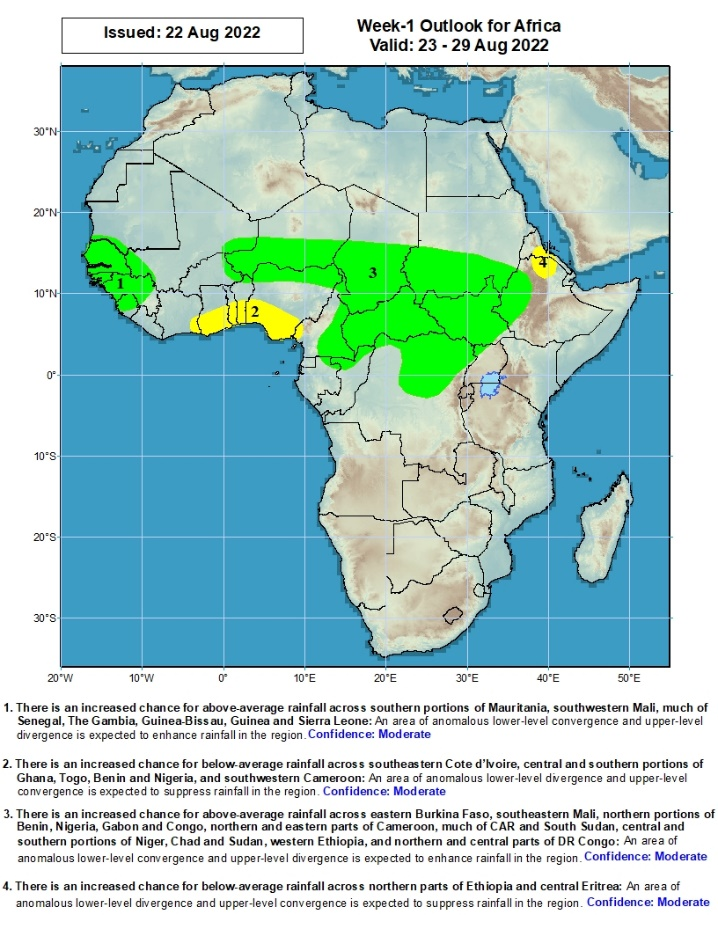 Issued: 22 Aug 2022
Week-1 Outlook for Africa
Valid: 23 - 29 Aug 2022
30°N
20°N
10°N
0°
10°S
20°S
30°S
1
2
3
4
20°W 10°W 0° 10°E 20°E 30°E 40°E 50°E
1. There is an increased chance for above-average rainfall across southern portions of Mauritania, southwestern Mali, much of
Senegal, The Gambia, Guinea-Bissau, Guinea and Sierra Leone: An area of anomalous lower-level convergence and upper-level
divergence is expected to enhance rainfall in the region. Confidence: Moderate
2. There is an increased chance for below-average rainfall across southeastern Cote d'Ivoire, central and southern portions of
Ghana, Togo, Benin and Nigeria, and southwestern Cameroon: An area of anomalous lower-level divergence and upper-level
convergence is expected to suppress rainfall in the region. Confidence: Moderate
3. There is an increased chance for above-average rainfall across eastern Burkina Faso, southeastern Mali, northern portions of
Benin, Nigeria, Gabon and Congo, northern and eastern parts of Cameroon, much of CAR and South Sudan, central and
southern portions of Niger, Chad and Sudan, western Ethiopia, and northern and central parts of DR Congo: An area of
anomalous lower-level convergence and upper-level divergence is expected to enhance rainfall in the region. Confidence: Moderate
4. There is an increased chance for below-average rainfall across northern parts of Ethiopia and central Eritrea: An area of
anomalous lower-level divergence and upper-level convergence is expected to suppress rainfall in the region. Confidence: Moderate